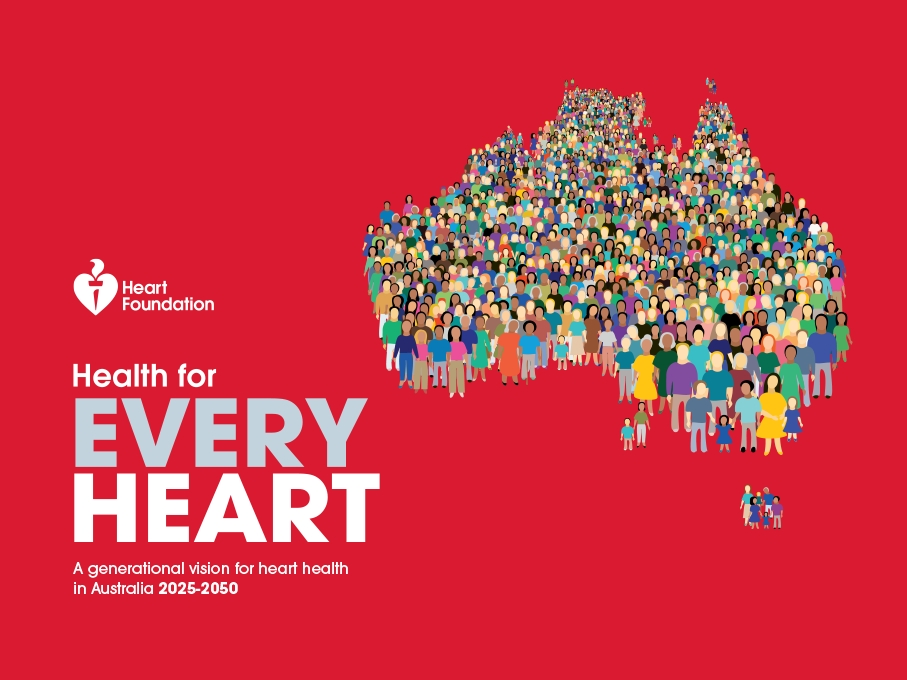 Heart
Foundation
Health for
EVERY
HEART
A generational vision for heart health
in Australia 2025-2050